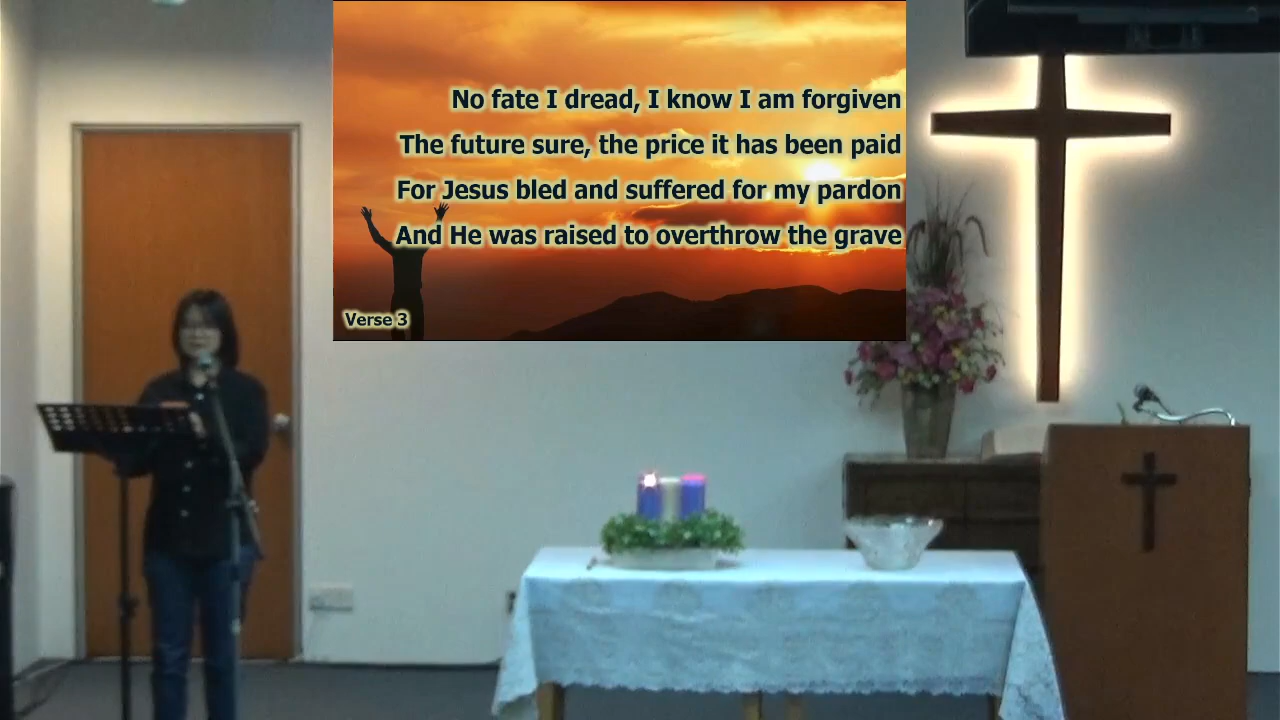 No fate I dread, I know I am forgiven
The future sure, the price it has been paid
For Jesus bled and suffered for my pardon
And He was raised to overthrow the grave
Verse 3